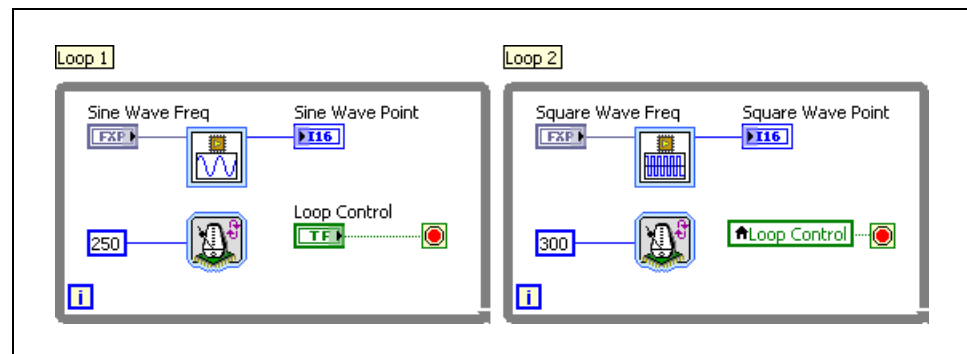 Loop 1
Sine Wave Freq
FXP
Sine Wave Point
I16
250
Loop Control
TF
i
Loop 2
Square Wave Freq
FXP
Square Wave Point
I16
300
Loop Control
i